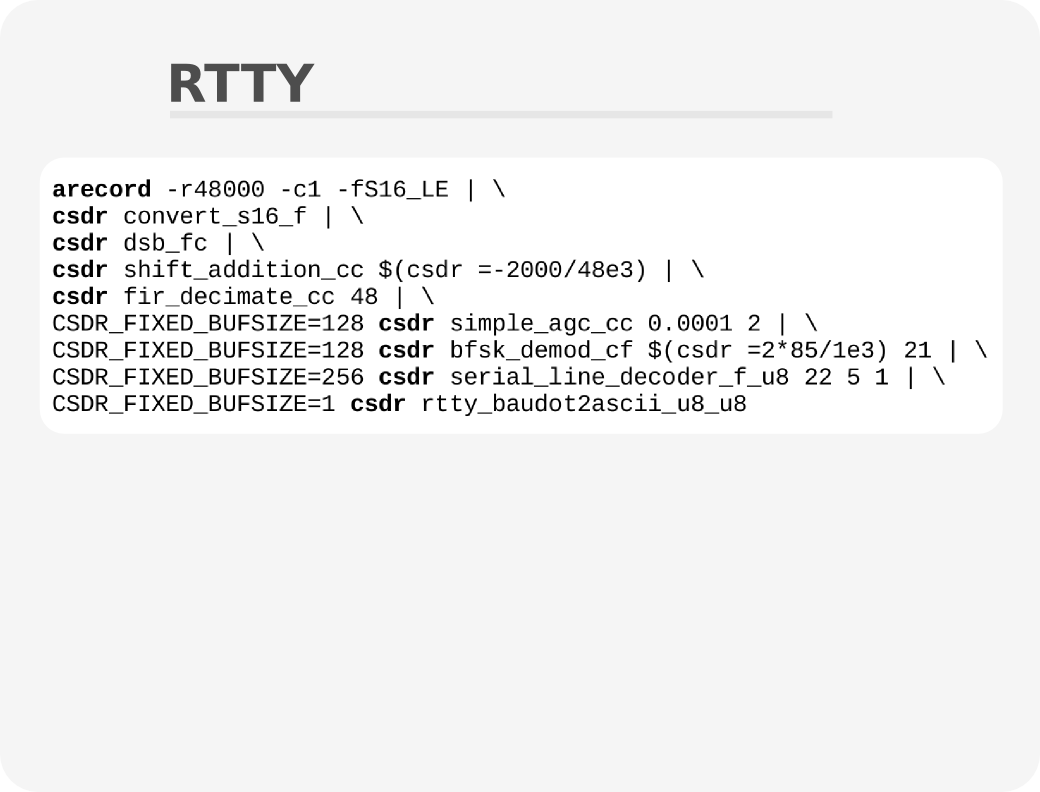 RTTY
arecord -r48000 -c1 -fS16_LE | \
csdr convert_s16_f | \
csdr dsb_fc | \
csdr shift_addition_cc $(csdr =-2000/48e3) | \
csdr fir_decimate_cc 48 | \
CSDR_FIXED_BUFSIZE=128 csdr simple_agc_cc 0.0001 2 | \
CSDR_FIXED_BUFSIZE=128 csdr bfsk_demod_cf $(csdr =2*85/1e3) 21 | \
CSDR_FIXED_BUFSIZE=256 csdr serial_line_decoder_f_u8 22 5 1 | \
CSDR_FIXED_BUFSIZE=1 csdr rtty_baudot2ascii_u8_u8